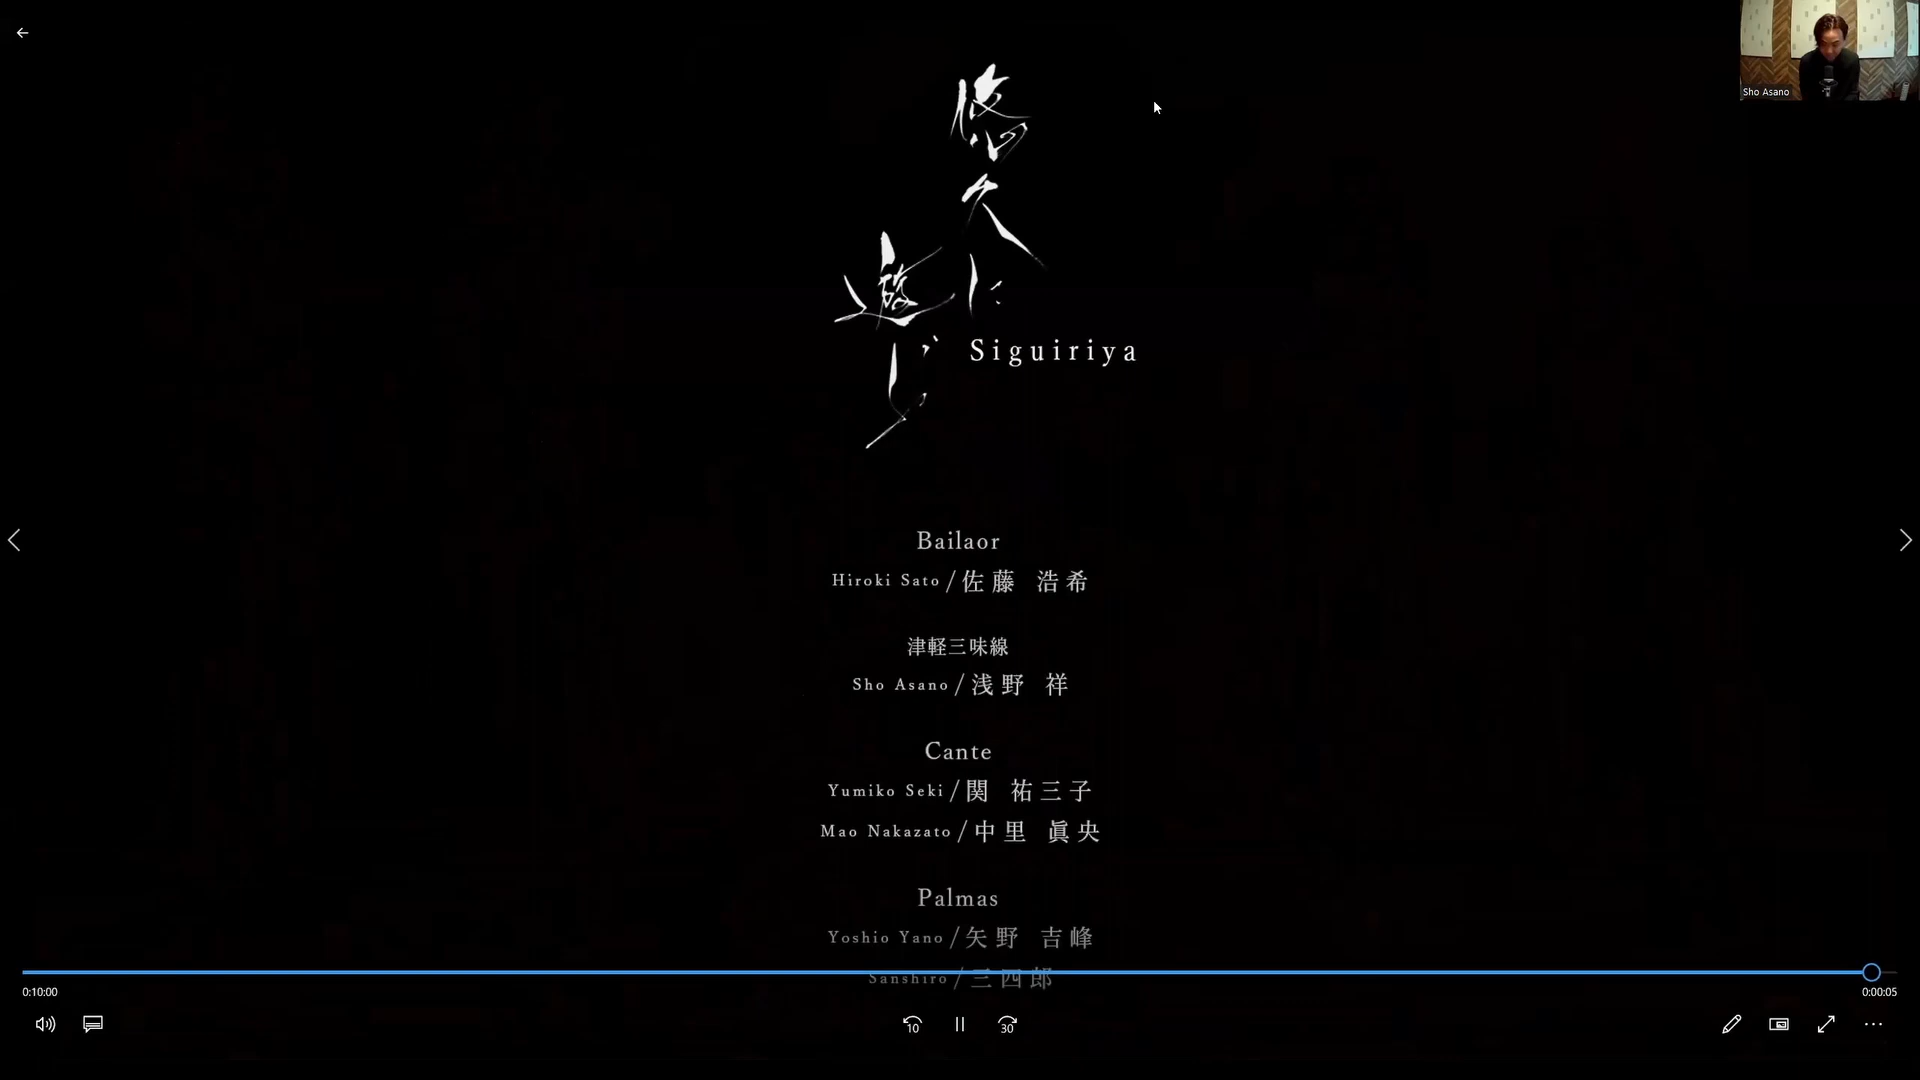 悠久に
遊ぶ
Siguiriya
Bailaor
Hiroki Sato/佐藤 浩希
津軽三味線
Sho Asano/浅野 祥
Cante
Yumiko Seki/関 祐三子
Mao Nakazato/中里 眞央
Palmas
Yoshio Yano/矢野 吉峰
Sanshiro/三四郎
Sho Asano
0:10:00
0:00:05
10
30